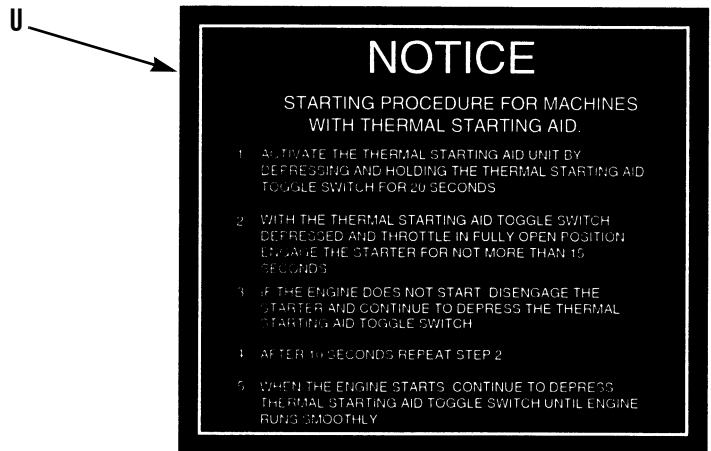 U
NOTICE
STARTING PROCEDURE FOR MACHINES
WITH THERMAL STARTING AID.
1 ACTIVATE THE THERMAL STARTING AID UNIT BY
DEPRESSING AND HOLDING THE THERMAL STARTING AID
TOGGLE SWITCH FOR 20 SECONDS
2 WITH THE THERMAL STARTING AID TOGGLE SWITCH
DEPRESSED AND THROTTLE IN FULLY OPEN POSITION
ENGAGE THE STARTER FOR NOT MORE THAN 15
SECONDS
3 IF THE ENGINE DOES NOT START DISENGAGE THE
STARTER AND CONTINUE TO DEPRESS THE THERMAL
STARTING AID TOGGLE SWITCH
4 AFTER 10 SECONDS REPEAT STEP 2
5 WHEN THE ENGINE STARTS CONTINUE TO DEPRESS
THERMAL STARTING AID TOGGLE SWITCH UNTIL ENGINE
RUNS SMOOTHLY